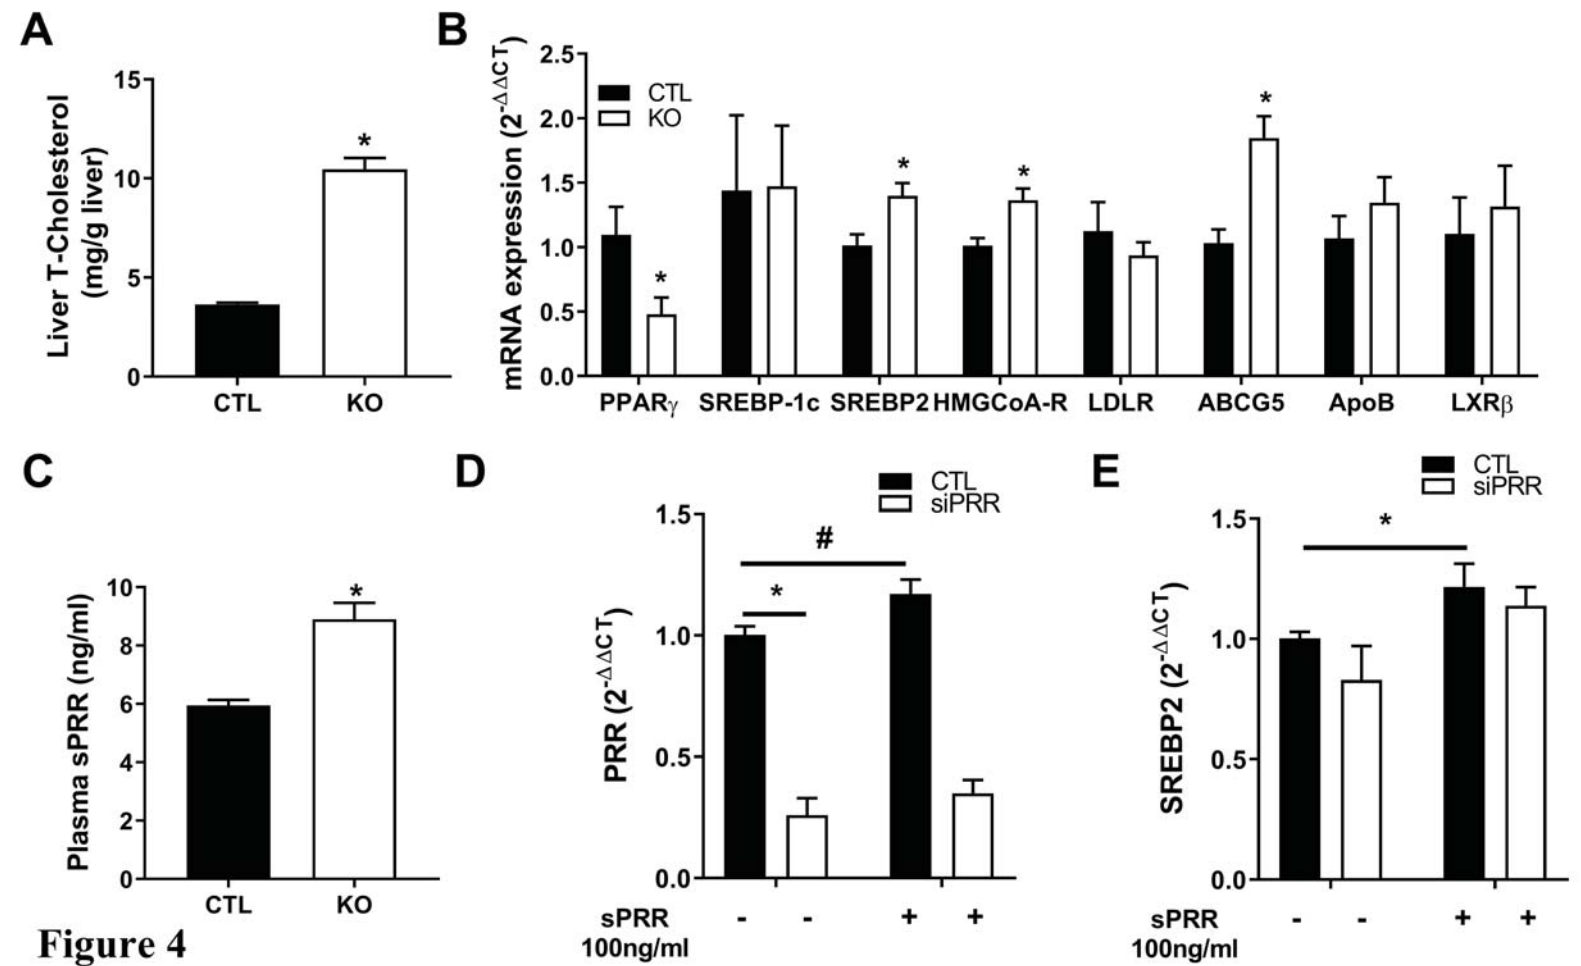 A
Liver T-Cholesterol
(mg/g liver)
15
10
5
0
*
CTL
KO
B
mRNA expression (2^-ΔΔCT)
2.5
2.0
1.5
1.0
0.5
0.0
CTL
KO
*
*
*
*
PPARγ SREBP-1c SREBP2 HMGCoA-R LDLR ABCG5 ApoB LXRβ
C
Plasma sPRR (ng/ml)
10
8
6
4
2
0
*
CTL
KO
D
CTL
siPRR
PRR (2^-ΔΔCT)
1.5
1.0
0.5
0.0
#
*
sPRR - - + +
100ng/ml
E
CTL
siPRR
SREBP2 (2^-ΔΔCT)
1.5
1.0
0.5
0.0
*
sPRR - - + +
100ng/ml
Figure 4